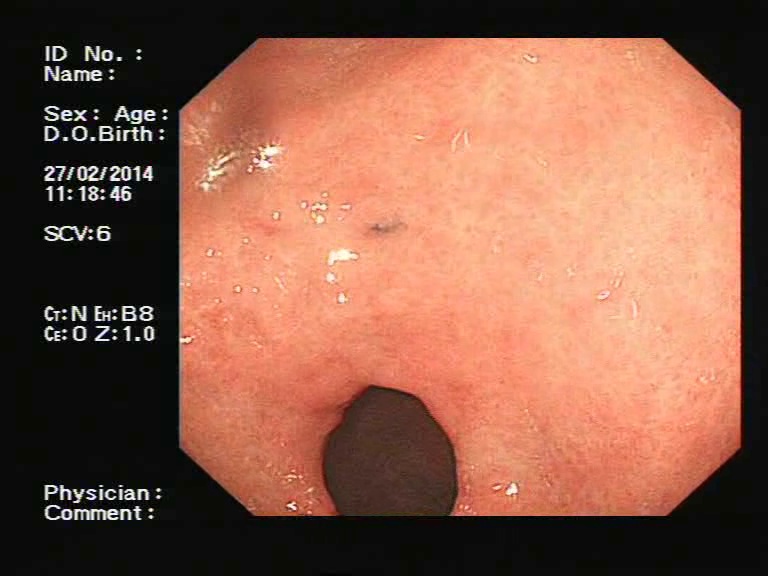 ID No. :
Name:
Sex: Age:
D.O.Birth:
27/02/2014
11:18:46
SCV:6
CT:N EH:B8
CE:0 Z:1.0
Physician:
Comment: